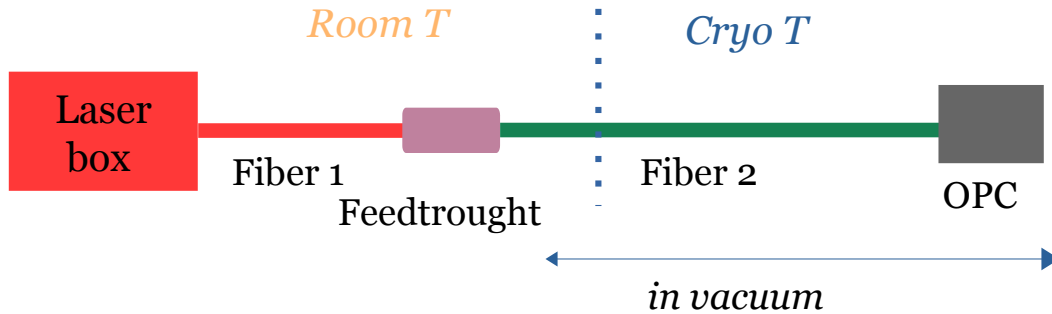 Room T
Cryo T
Laser
box
Fiber 1
Fiber 2
Feedtrought
OPC
in vacuum